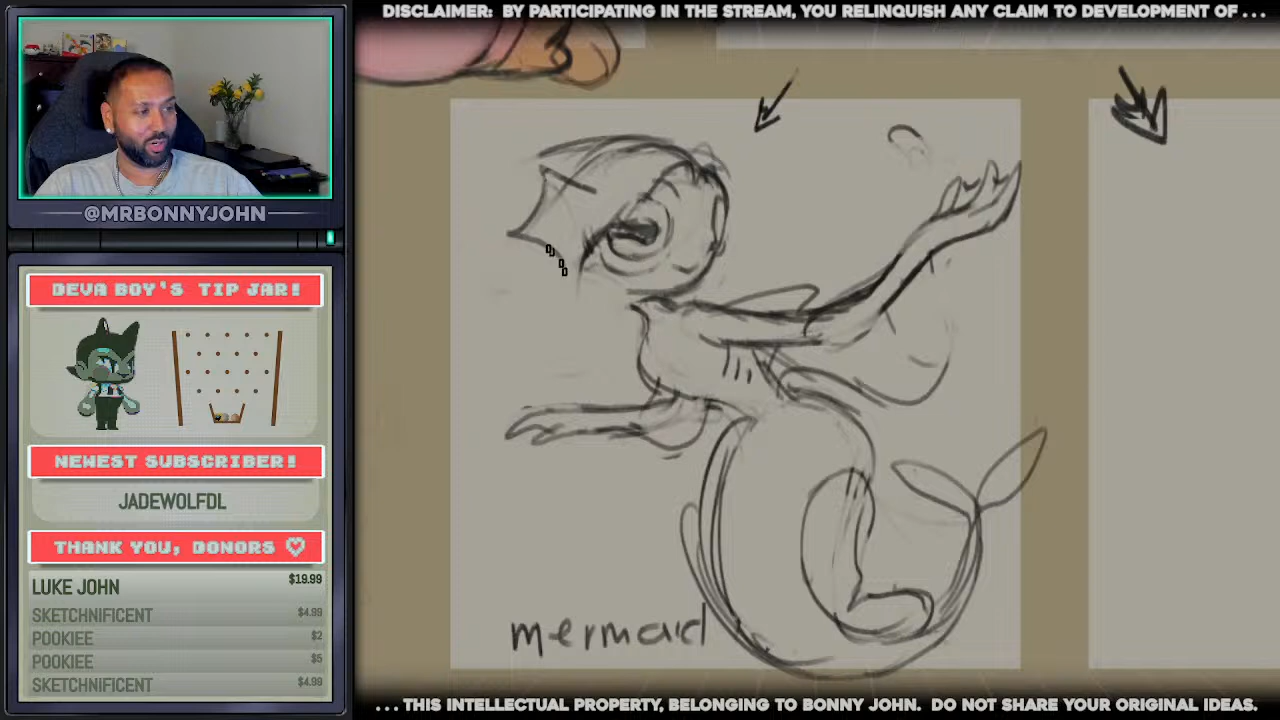 DISCLAIMER: BY PARTICIPATING IN THE STREAM, YOU RELINQUISH ANY CLAIM TO DEVELOPMENT OF . . .
@MRBONNYJOHN
DEVA BOY'S TIP JAR!
NEWEST SUBSCRIBER!
JADEWOLFDL
THANK YOU, DONORS
LUKE JOHN $19.99
SKETCHNIFICENT $4.99
POOKIEE $2
POOKIEE $5
SKETCHNIFICENT $4.99
mermaid
. . . THIS INTELLECTUAL PROPERTY, BELONGING TO BONNY JOHN. DO NOT SHARE YOUR ORIGINAL IDEAS.